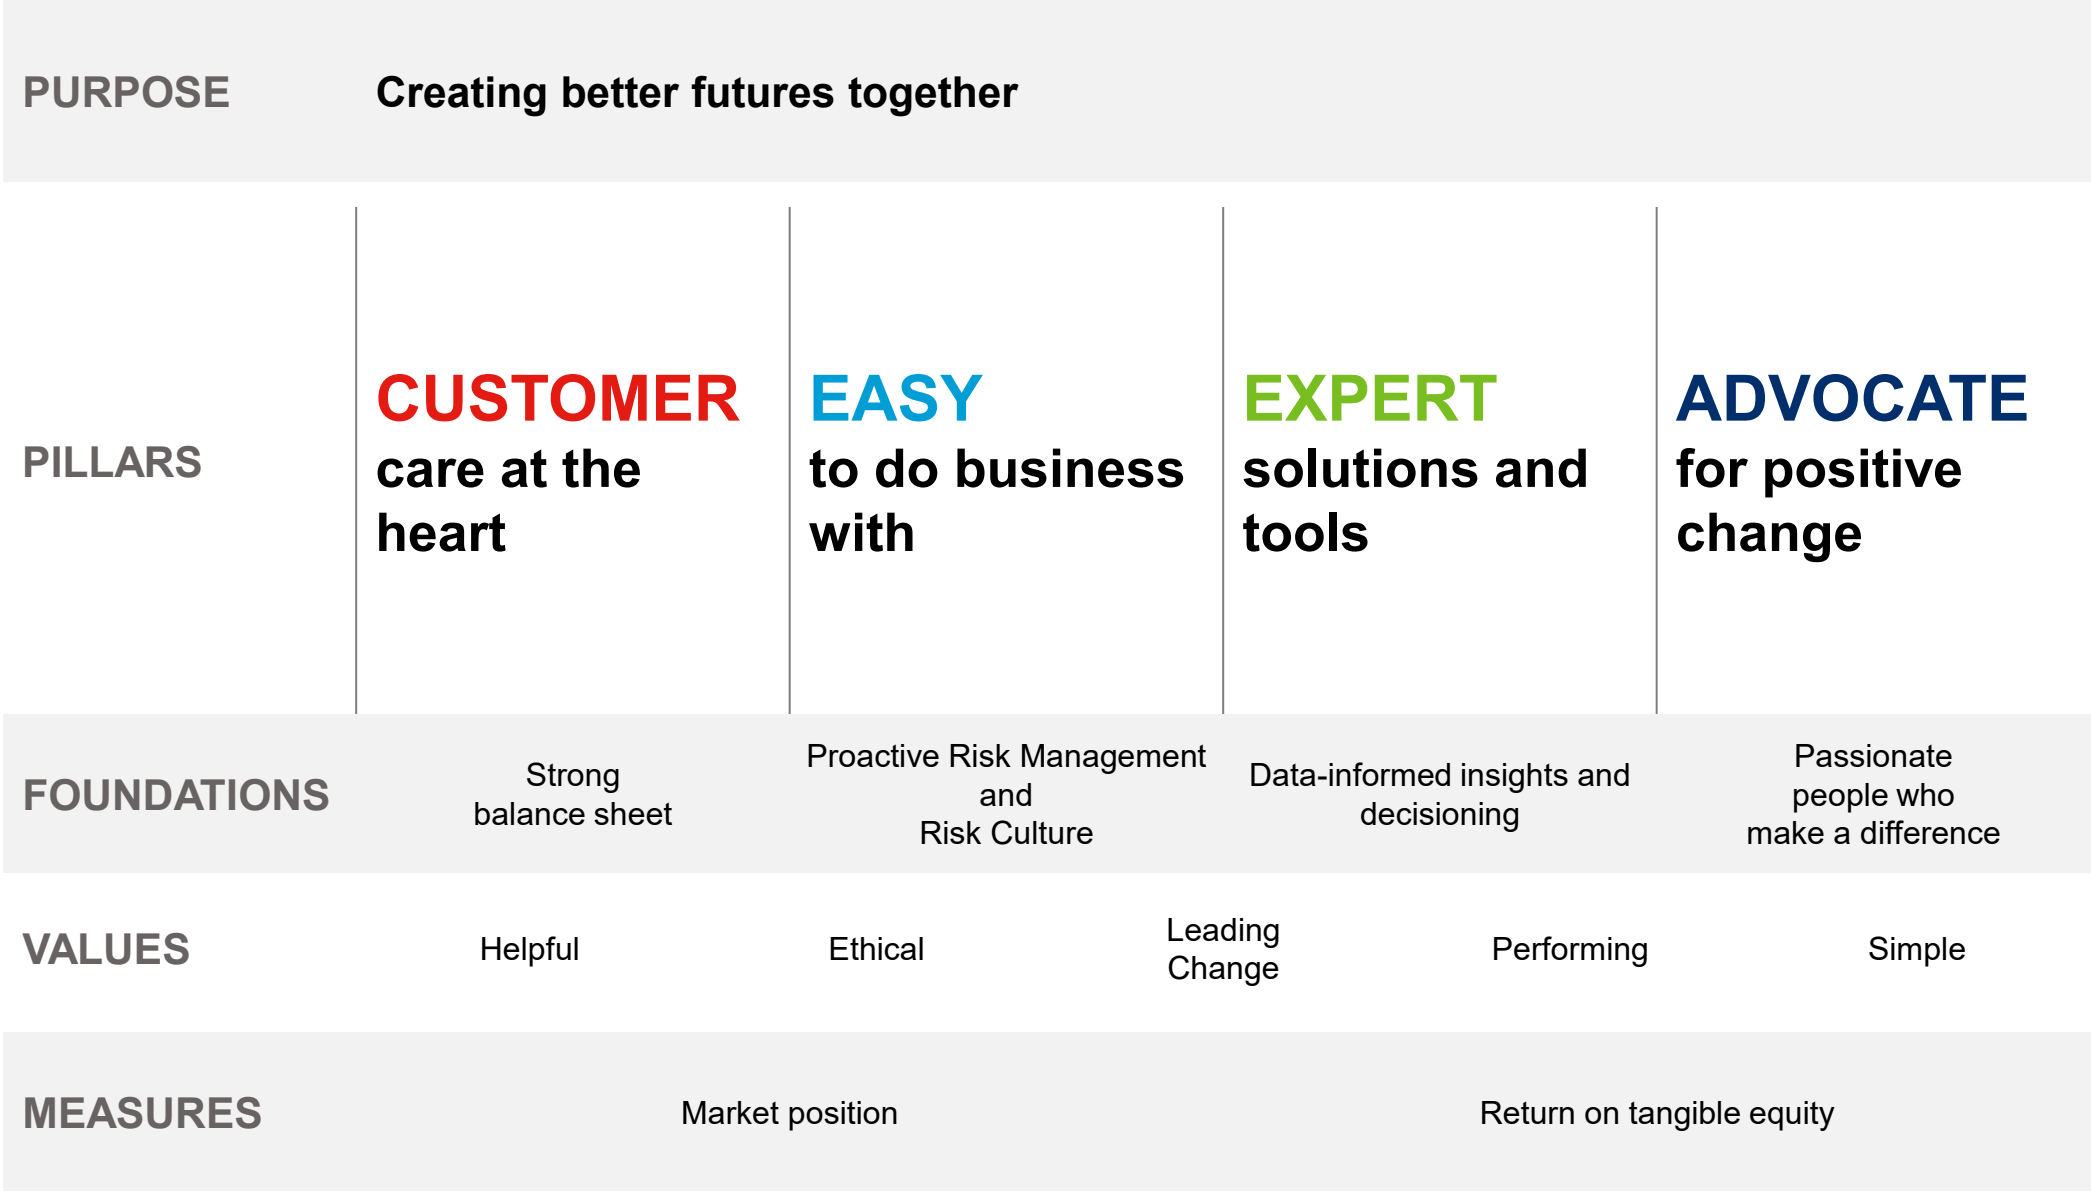 PURPOSE
Creating better futures together
PILLARS
CUSTOMER
care at the
heart
EASY
to do business
with
EXPERT
solutions and
tools
ADVOCATE
for positive
change
FOUNDATIONS
Strong
balance sheet
Proactive Risk Management
and
Risk Culture
Data-informed insights and
decisioning
Passionate
people who
make a difference
VALUES
Helpful
Ethical
Leading
Change
Performing
Simple
MEASURES
Market position
Return on tangible equity